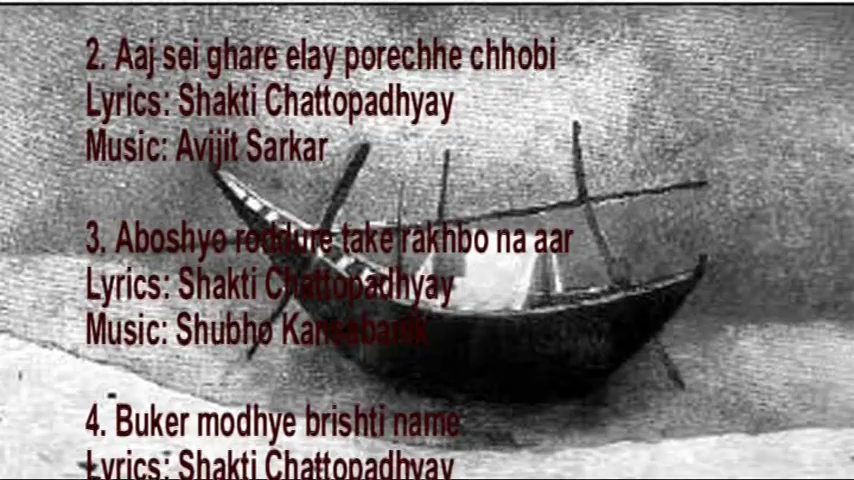 2. Aaj sei ghare elay porechhe chhobi
Lyrics: Shakti Chattopadhyay
Music: Avijit Sarkar
3. Aboshyo roddure take rakhbo na aar
Lyrics: Shakti Chattopadhyay
Music: Shubho Kansabanik
4. Buker modhye brishti name
Lyrics: Shakti Chattopadhyay